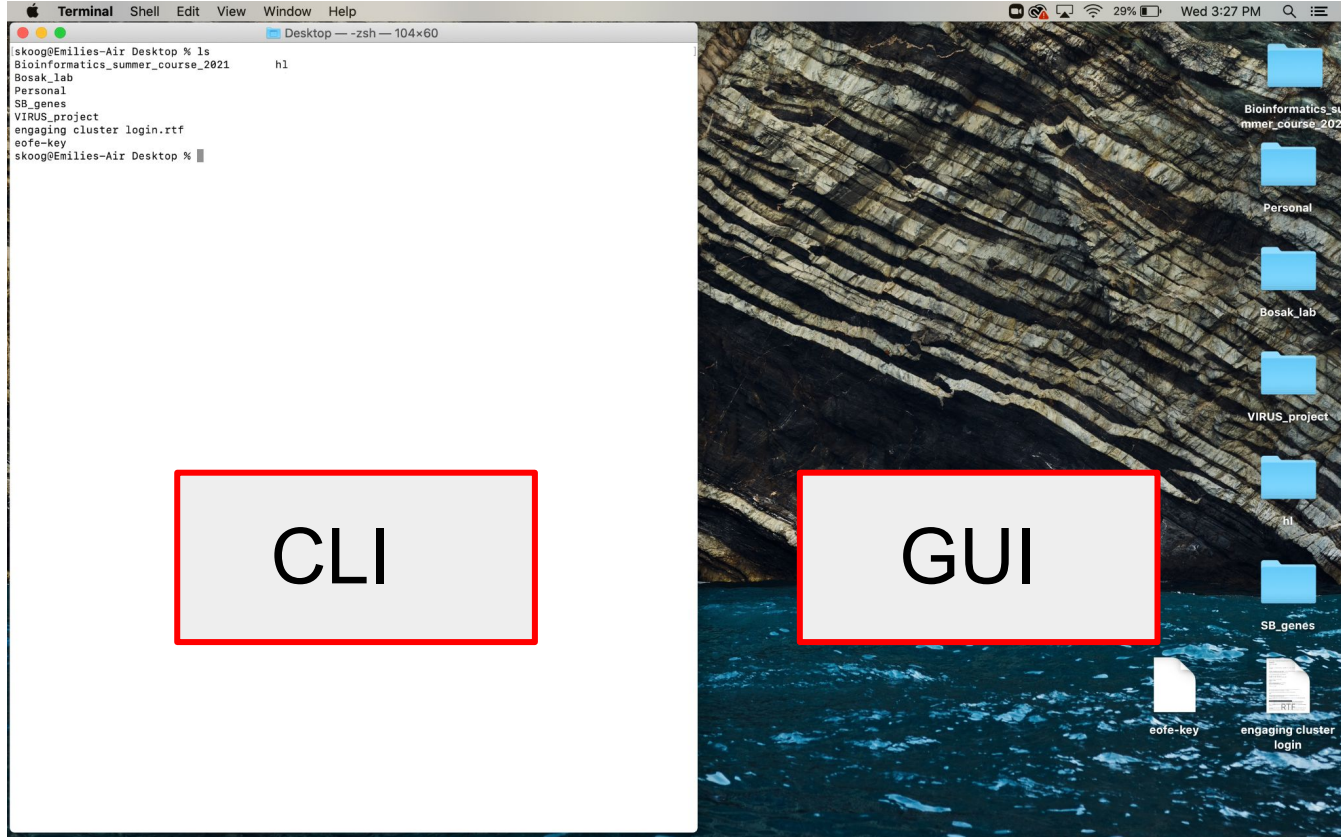 Terminal Shell Edit View Window Help
29% Wed 3:27 PM
Desktop — -zsh — 104×60
[skoog@Emilies-Air Desktop % ls ]
Bioinformatics_summer_course_2021 hl
Bosak_lab
Personal
SB_genes
VIRUS_project
engaging cluster login.rtf
eofe-key
skoog@Emilies-Air Desktop %
CLI
GUI
Bioinformatics_su
mmer_course_202
Personal
Bosak_lab
VIRUS_project
hl
SB_genes
eofe-key
RTF
engaging cluster
login